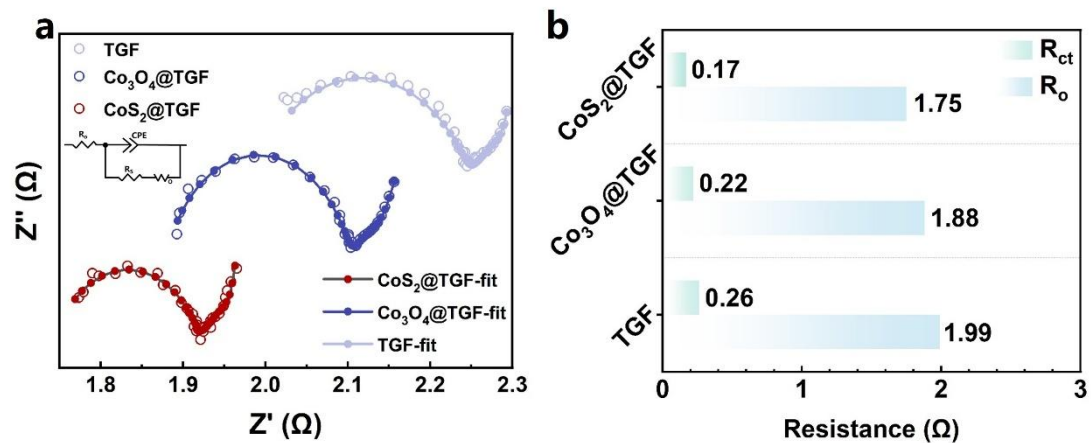 a
TGF
Co₃O₄@TGF
CoS₂@TGF
Rₒ
CPE
CoS₂@TGF-fit
Co₃O₄@TGF-fit
TGF-fit
Z'' (Ω)
1.8 1.9 2.0 2.1 2.2 2.3
Z' (Ω)
b
R_ct
Rₒ
CoS₂@TGF
0.17
1.75
Co₃O₄@TGF
0.22
1.88
TGF
0.26
1.99
0 1 2 3
Resistance (Ω)